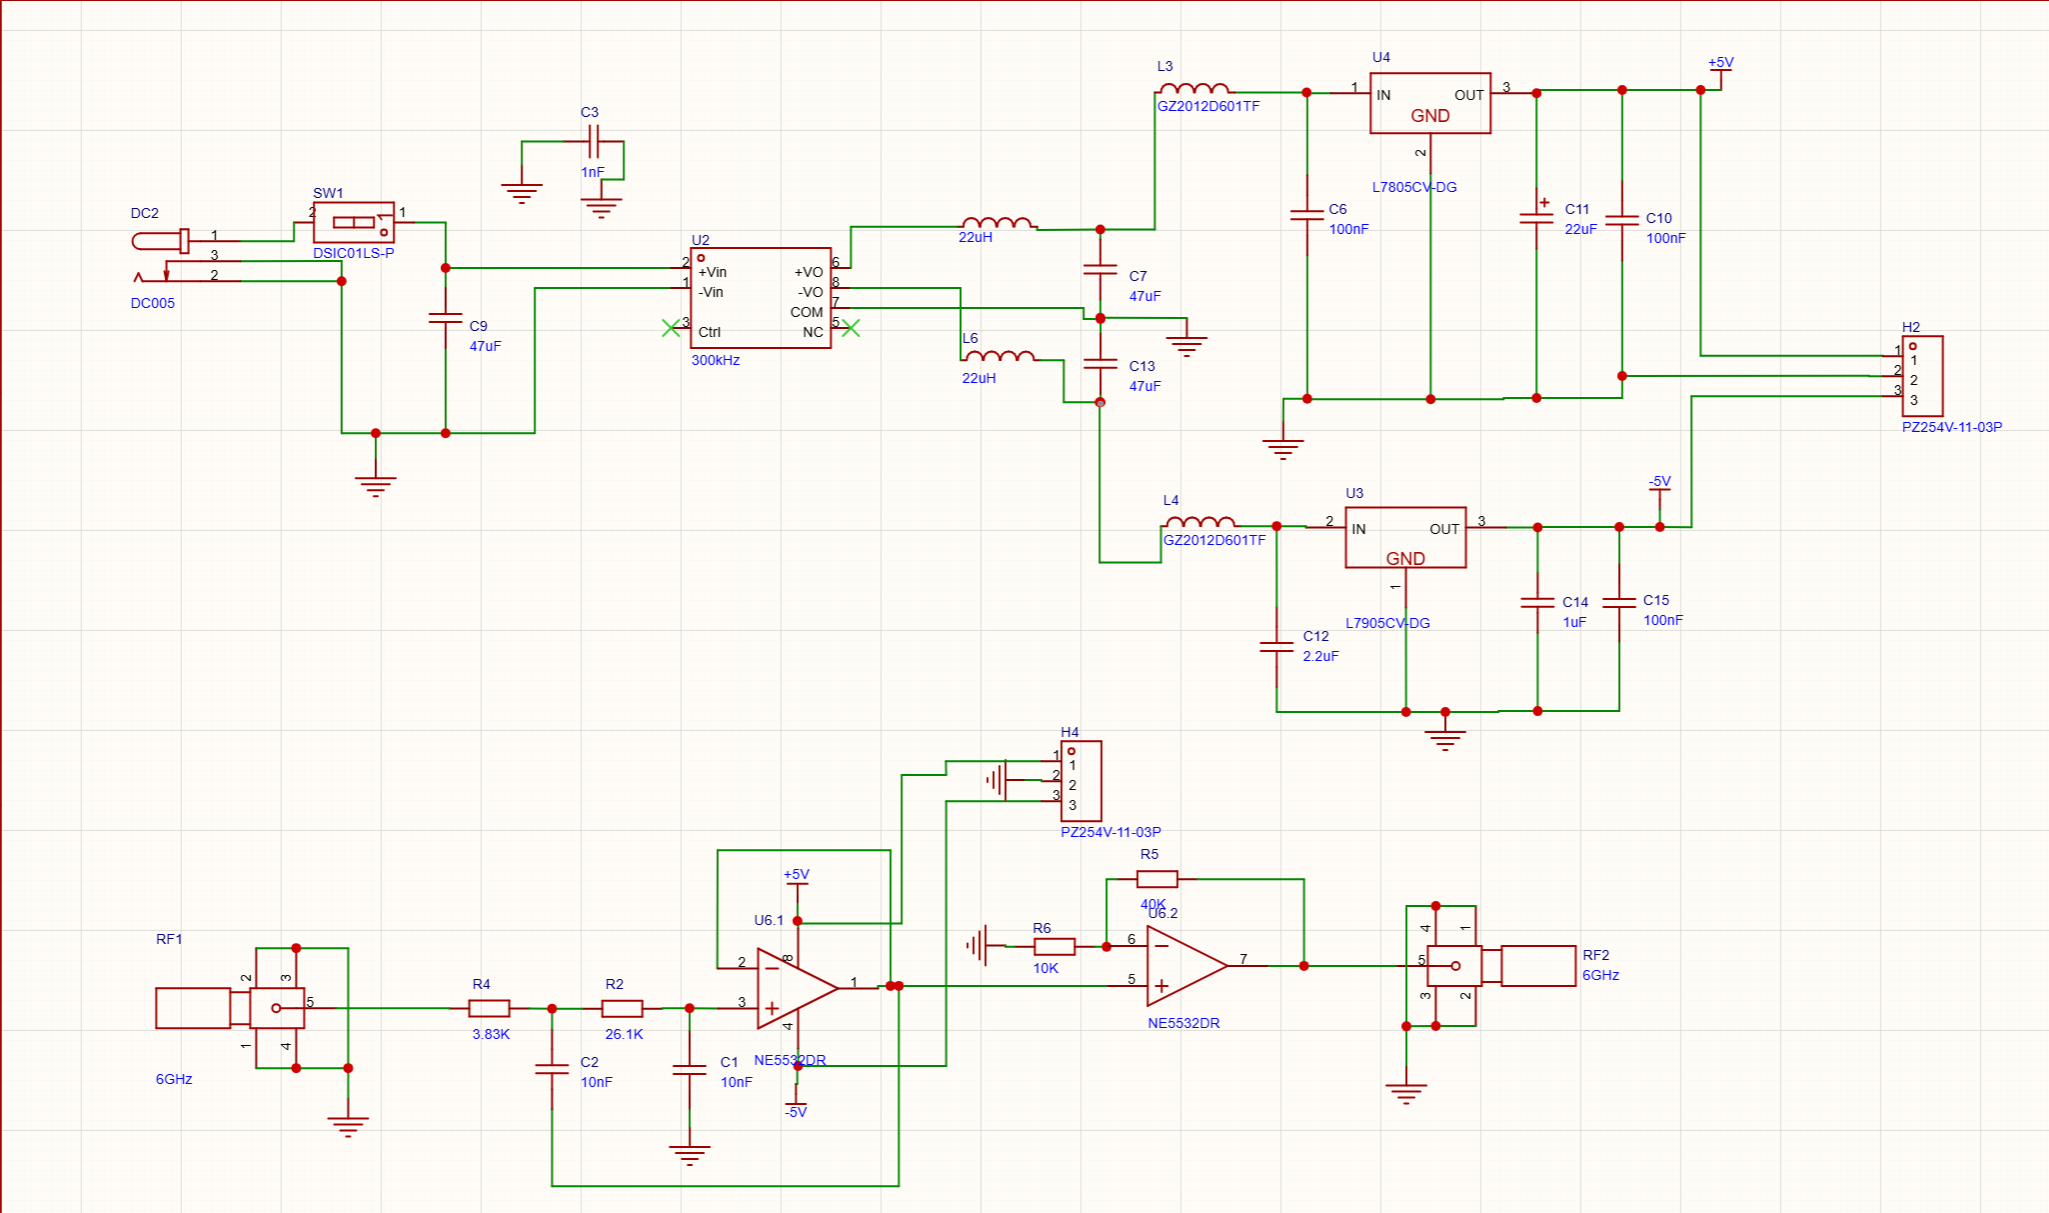 DC2
1
3
2
DC005
SW1
2
1
DSIC01LS-P
C3
1nF
C9
47uF
U2
2
+Vin
1
-Vin
3
Ctrl
+VO
6
-VO
8
COM
7
NC
5
300kHz
22uH
L6
22uH
C7
47uF
C13
47uF
L3
GZ2012D601TF
U4
1
IN
OUT
3
GND
2
L7805CV-DG
C6
100nF
C11
+
22uF
C10
100nF
+5V
H2
1
1
2
2
3
3
PZ254V-11-03P
L4
GZ2012D601TF
U3
2
IN
OUT
3
GND
1
L7905CV-DG
C12
2.2uF
C14
1uF
C15
100nF
-5V
H4
1
1
2
2
3
3
PZ254V-11-03P
RF1
2
3
5
1
4
6GHz
R4
3.83K
R2
26.1K
C2
10nF
C1
10nF
+5V
U6.1
8
2
3
1
4
NE5532DR
-5V
R6
10K
R5
40K
U6.2
6
5
7
NE5532DR
4
1
5
3
2
RF2
6GHz